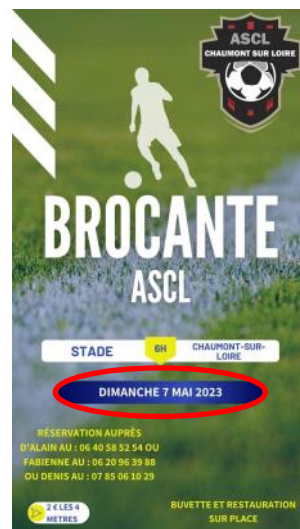 ASCL
CHAUMONT SUR LOIRE
BROCANTE
ASCL
STADE
6H
CHAUMONT-SUR-
LOIRE
DIMANCHE 7 MAI 2023
RÉSERVATION AUPRÈS
D'ALAIN AU : 06 40 58 52 54 OU
FABIENNE AU : 06 20 96 39 88
OU DENIS AU : 07 85 06 10 29
2 € LES 4
METRES
BUVETTE ET RESTAURATION
SUR PLACE